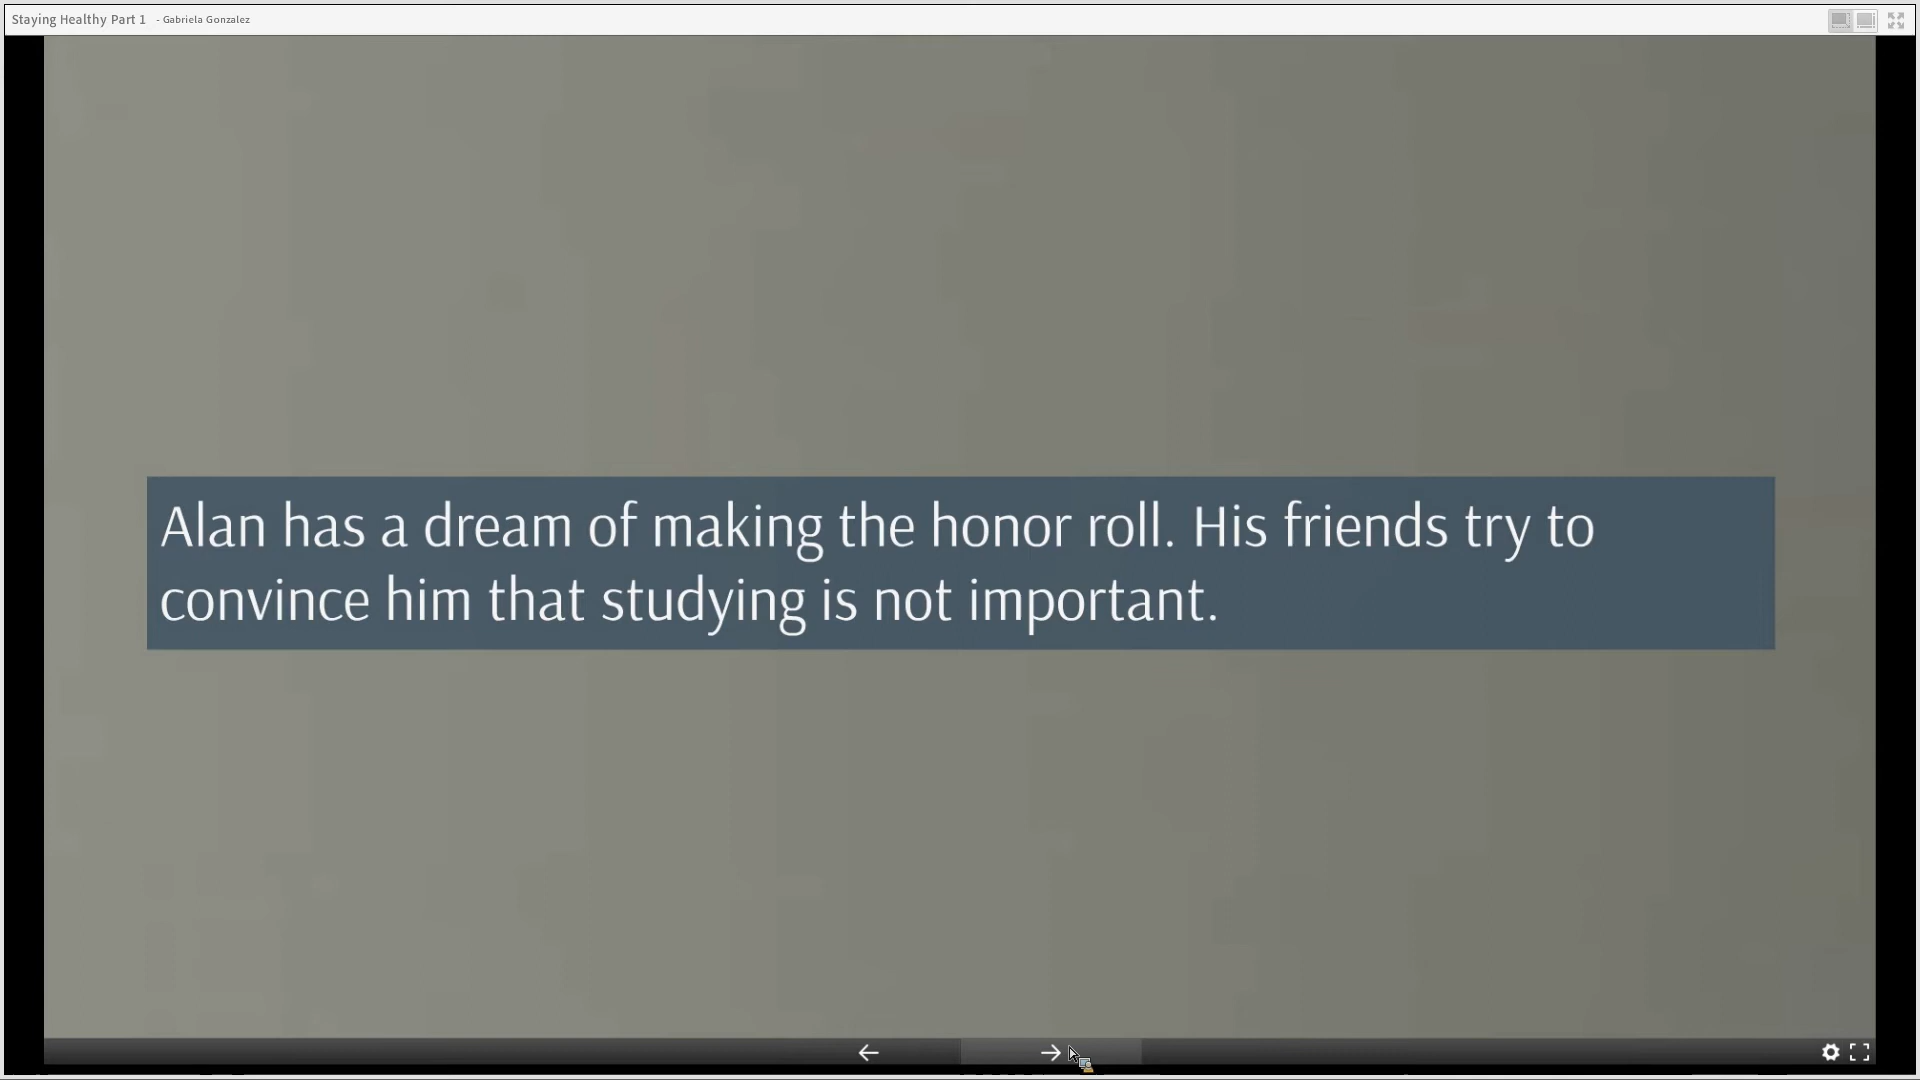 Staying Healthy Part 1 - Gabriela Gonzalez
Alan has a dream of making the honor roll. His friends try to
convince him that studying is not important.